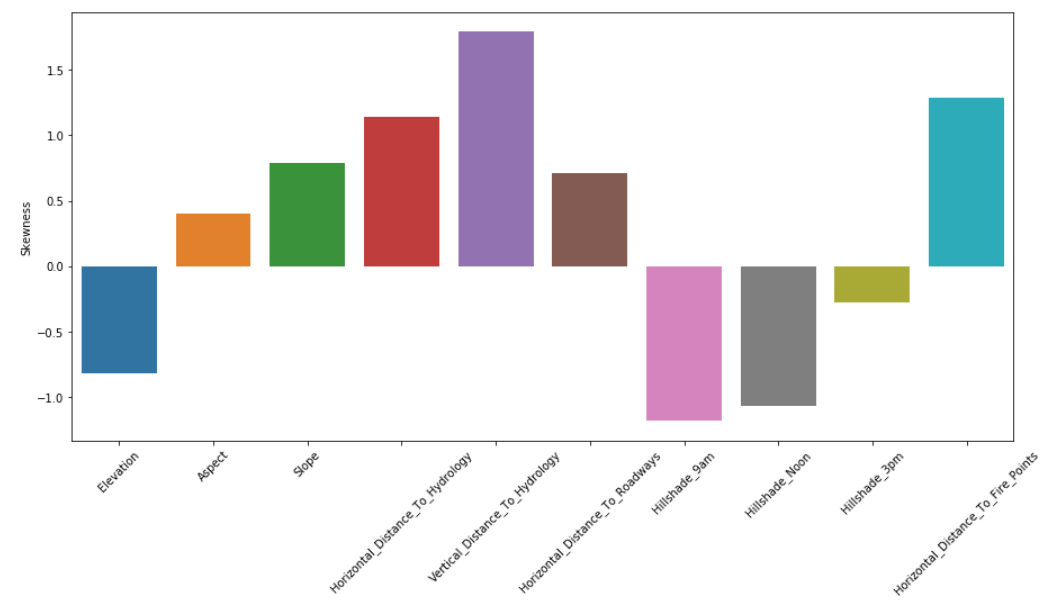 Skewness
1.5
1.0
0.5
0.0
−0.5
−1.0
Elevation
Aspect
Slope
Horizontal_Distance_To_Hydrology
Vertical_Distance_To_Hydrology
Horizontal_Distance_To_Roadways
Hillshade_9am
Hillshade_Noon
Hillshade_3pm
Horizontal_Distance_To_Fire_Points